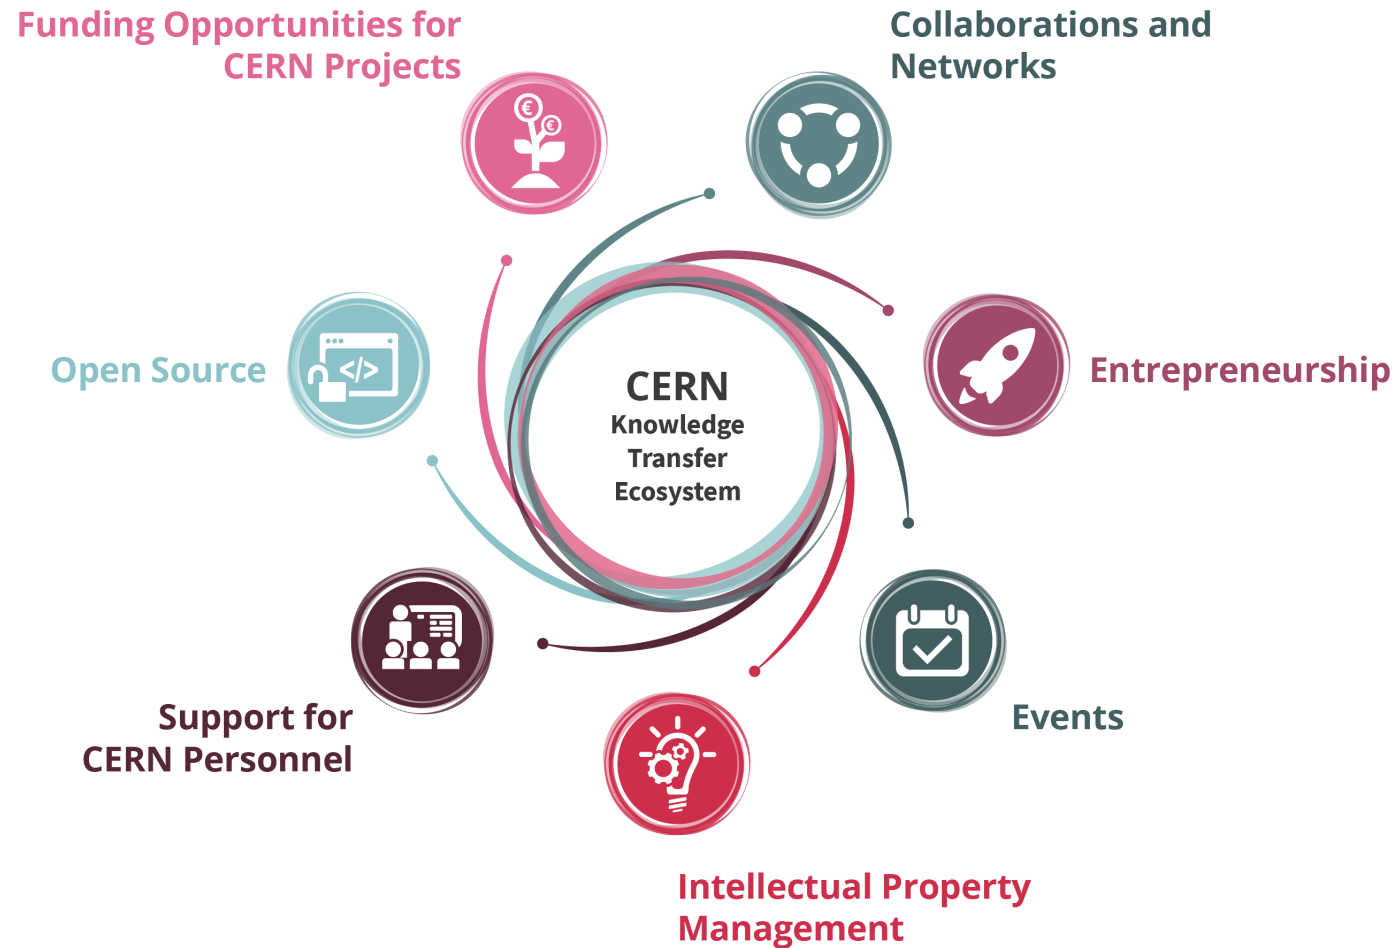 Funding Opportunities for
CERN Projects
Collaborations and
Networks
€
€
Open Source
</>
CERN
Knowledge
Transfer
Ecosystem
Entrepreneurship
Support for
CERN Personnel
Events
Intellectual Property
Management